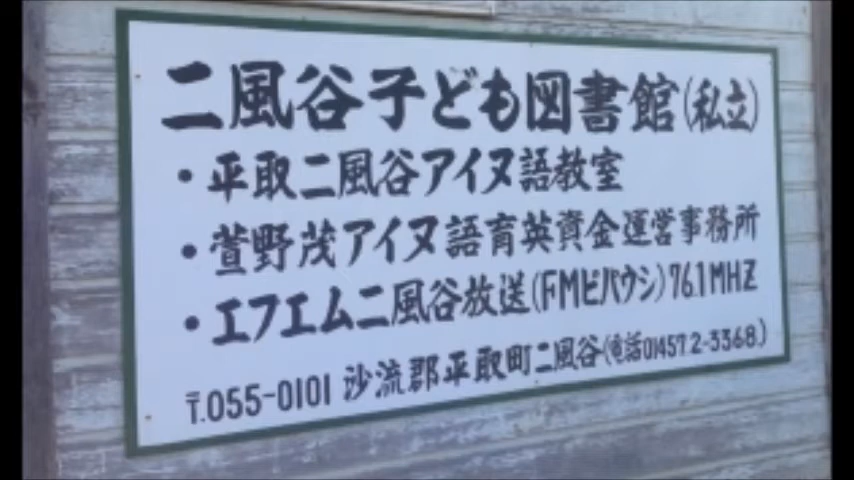 二風谷子ども図書館(私立)
・平取二風谷アイヌ語教室
・萱野茂アイヌ語育英資金運営事務所
・エフエム二風谷放送(FMピパウシ)76.1MHZ
〒.055-0101 沙流郡平取町二風谷(電話01457.2-3368.)